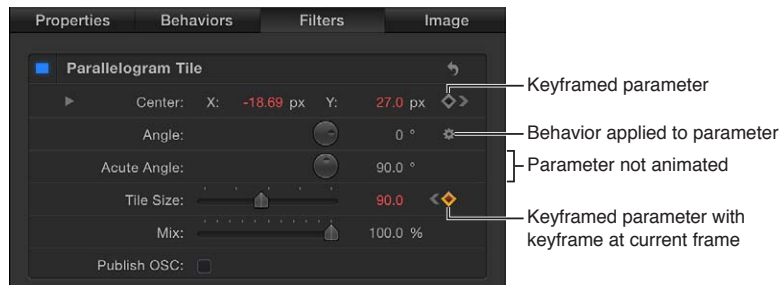 Properties Behaviors Filters Image
Parallelogram Tile
Center: X: -18.69 px Y: 27.0 px
Keyframed parameter
Angle: 0 °
Behavior applied to parameter
Acute Angle: 90.0 °
Parameter not animated
Tile Size: 90.0
Keyframed parameter with
keyframe at current frame
Mix: 100.0 %
Publish OSC: